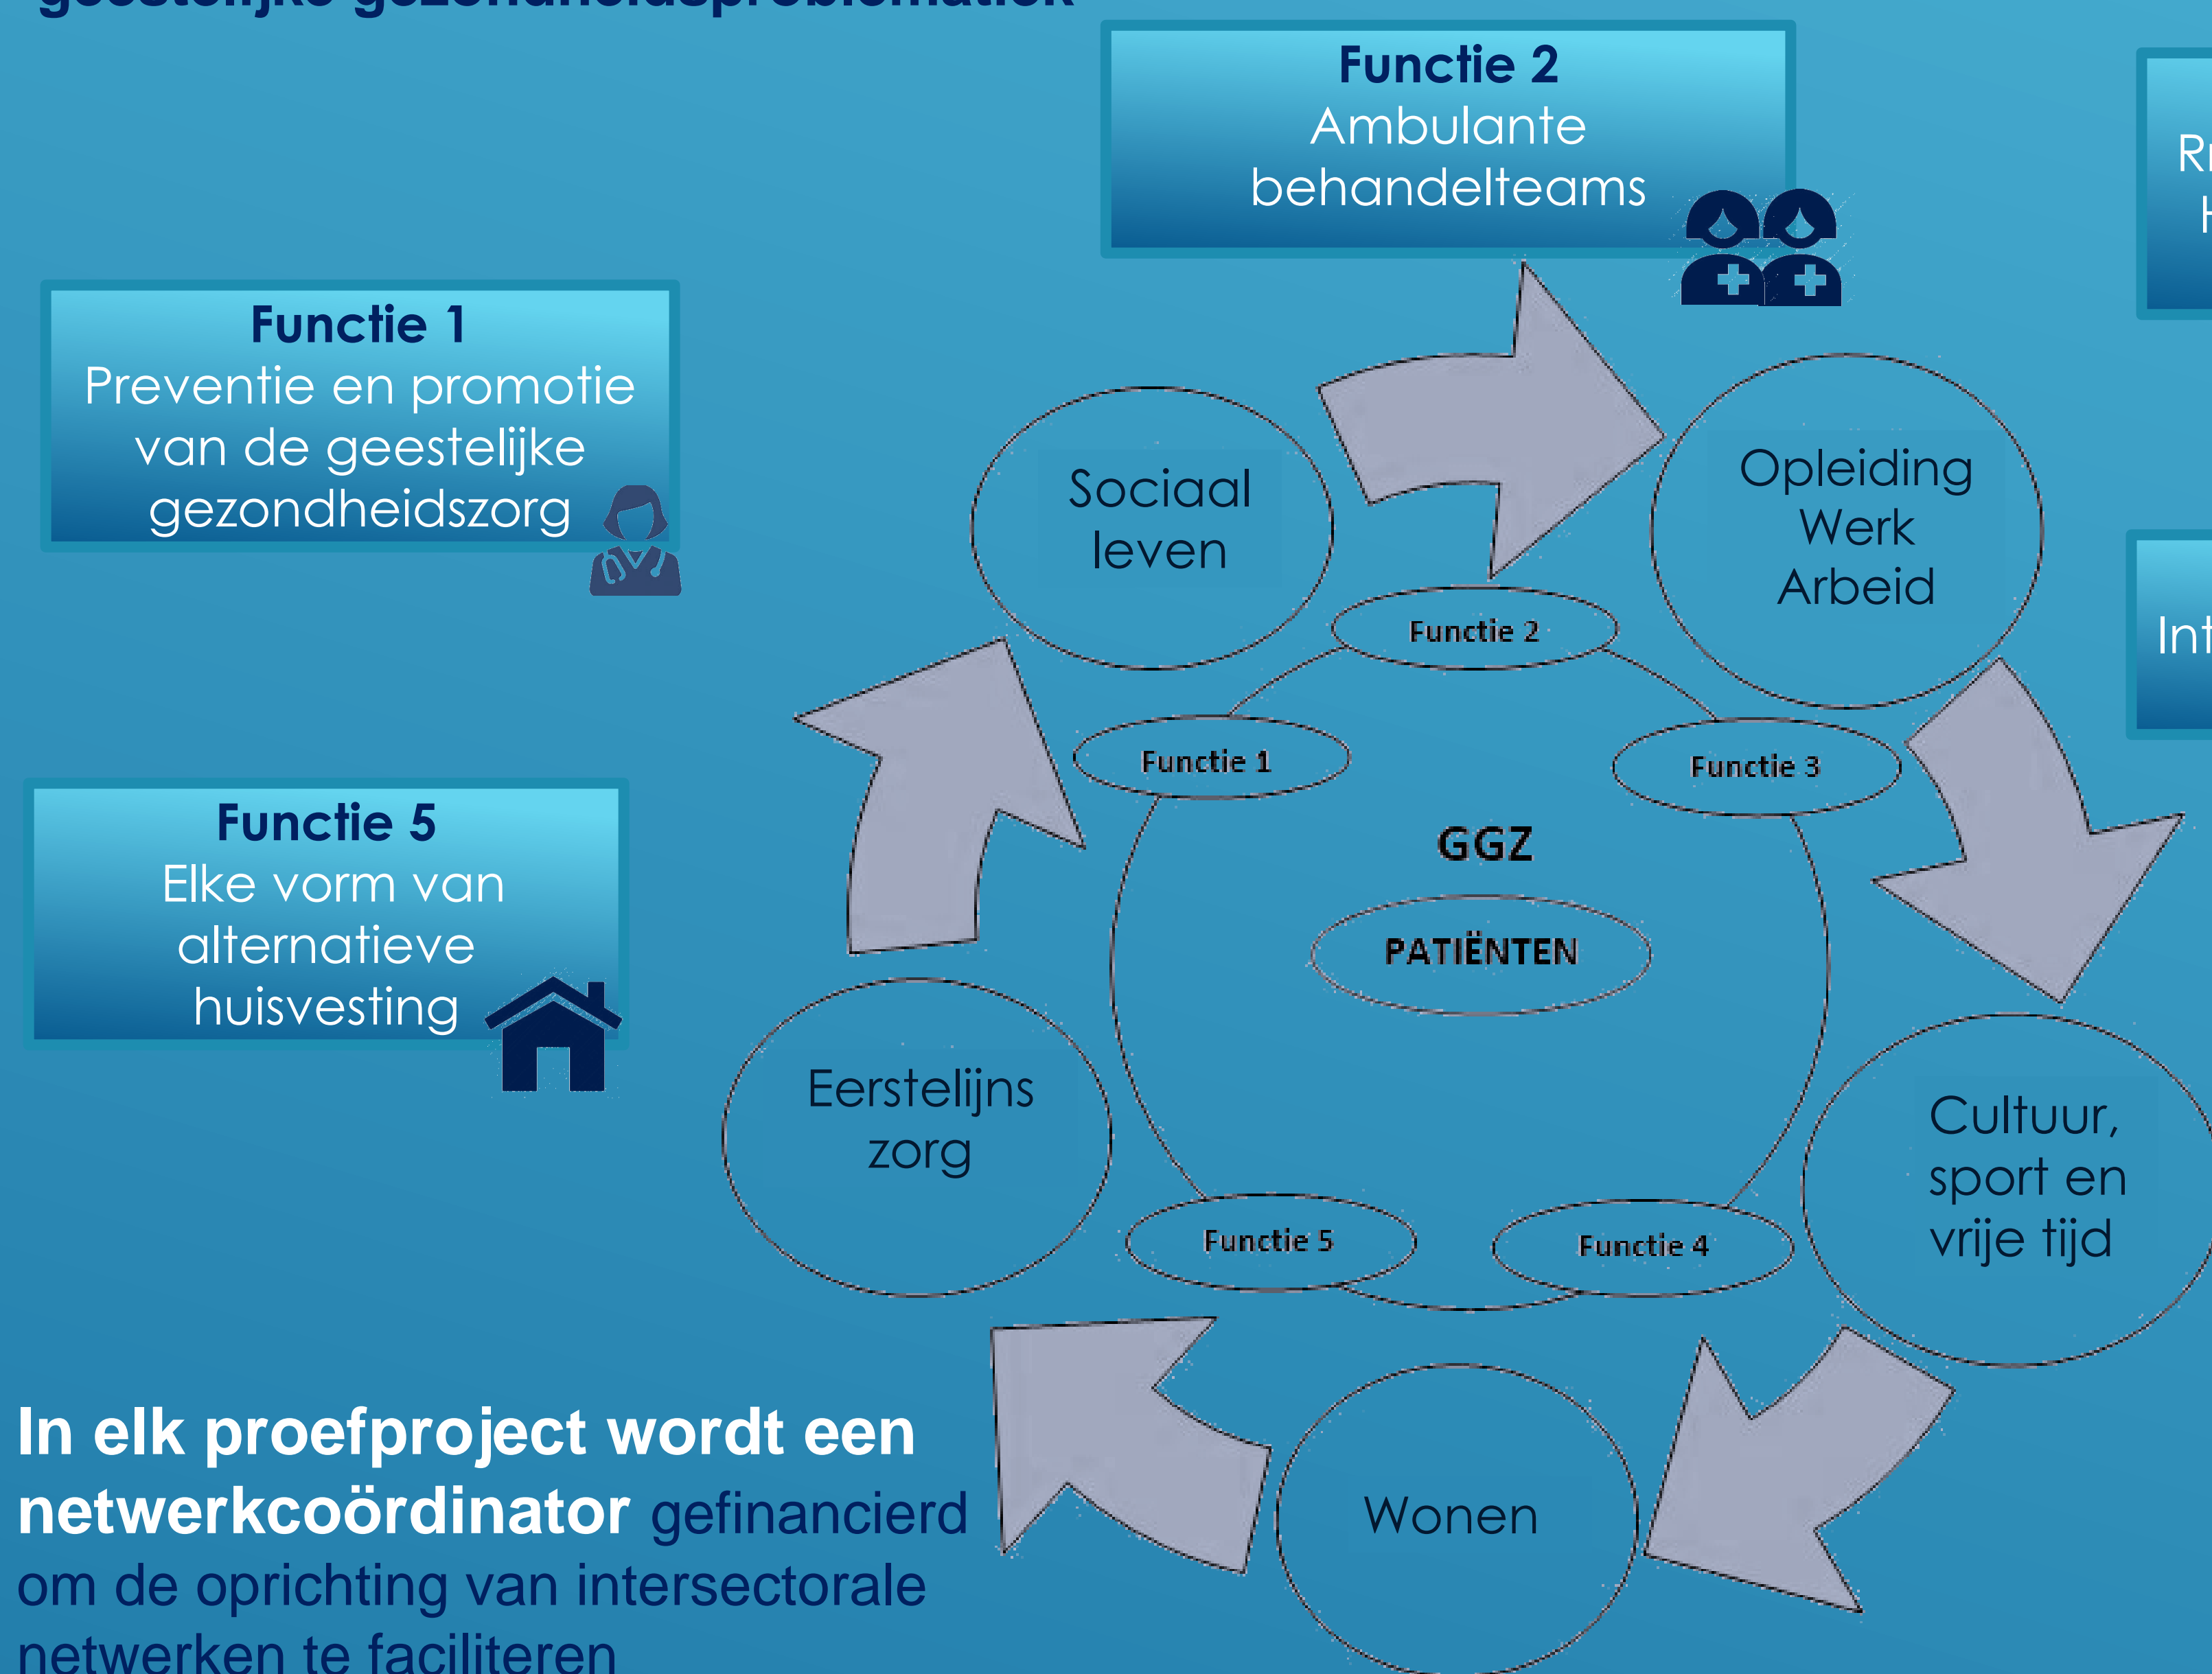 geestelijke gezondheidsproblematiek
Functie 2
Ambulante
behandelteams
Functie 1
Preventie en promotie
van de geestelijke
gezondheidszorg
Functie 5
Elke vorm van
alternatieve
huisvesting
Sociaal
leven
Opleiding
Werk
Arbeid
Functie 2
Functie 1
Functie 3
GGZ
PATIËNTEN
Eerstelijns
zorg
Cultuur,
sport en
vrije tijd
Functie 5
Functie 4
Wonen
In elk proefproject wordt een
netwerkcoördinator gefinancierd
om de oprichting van intersectorale
netwerken te faciliteren